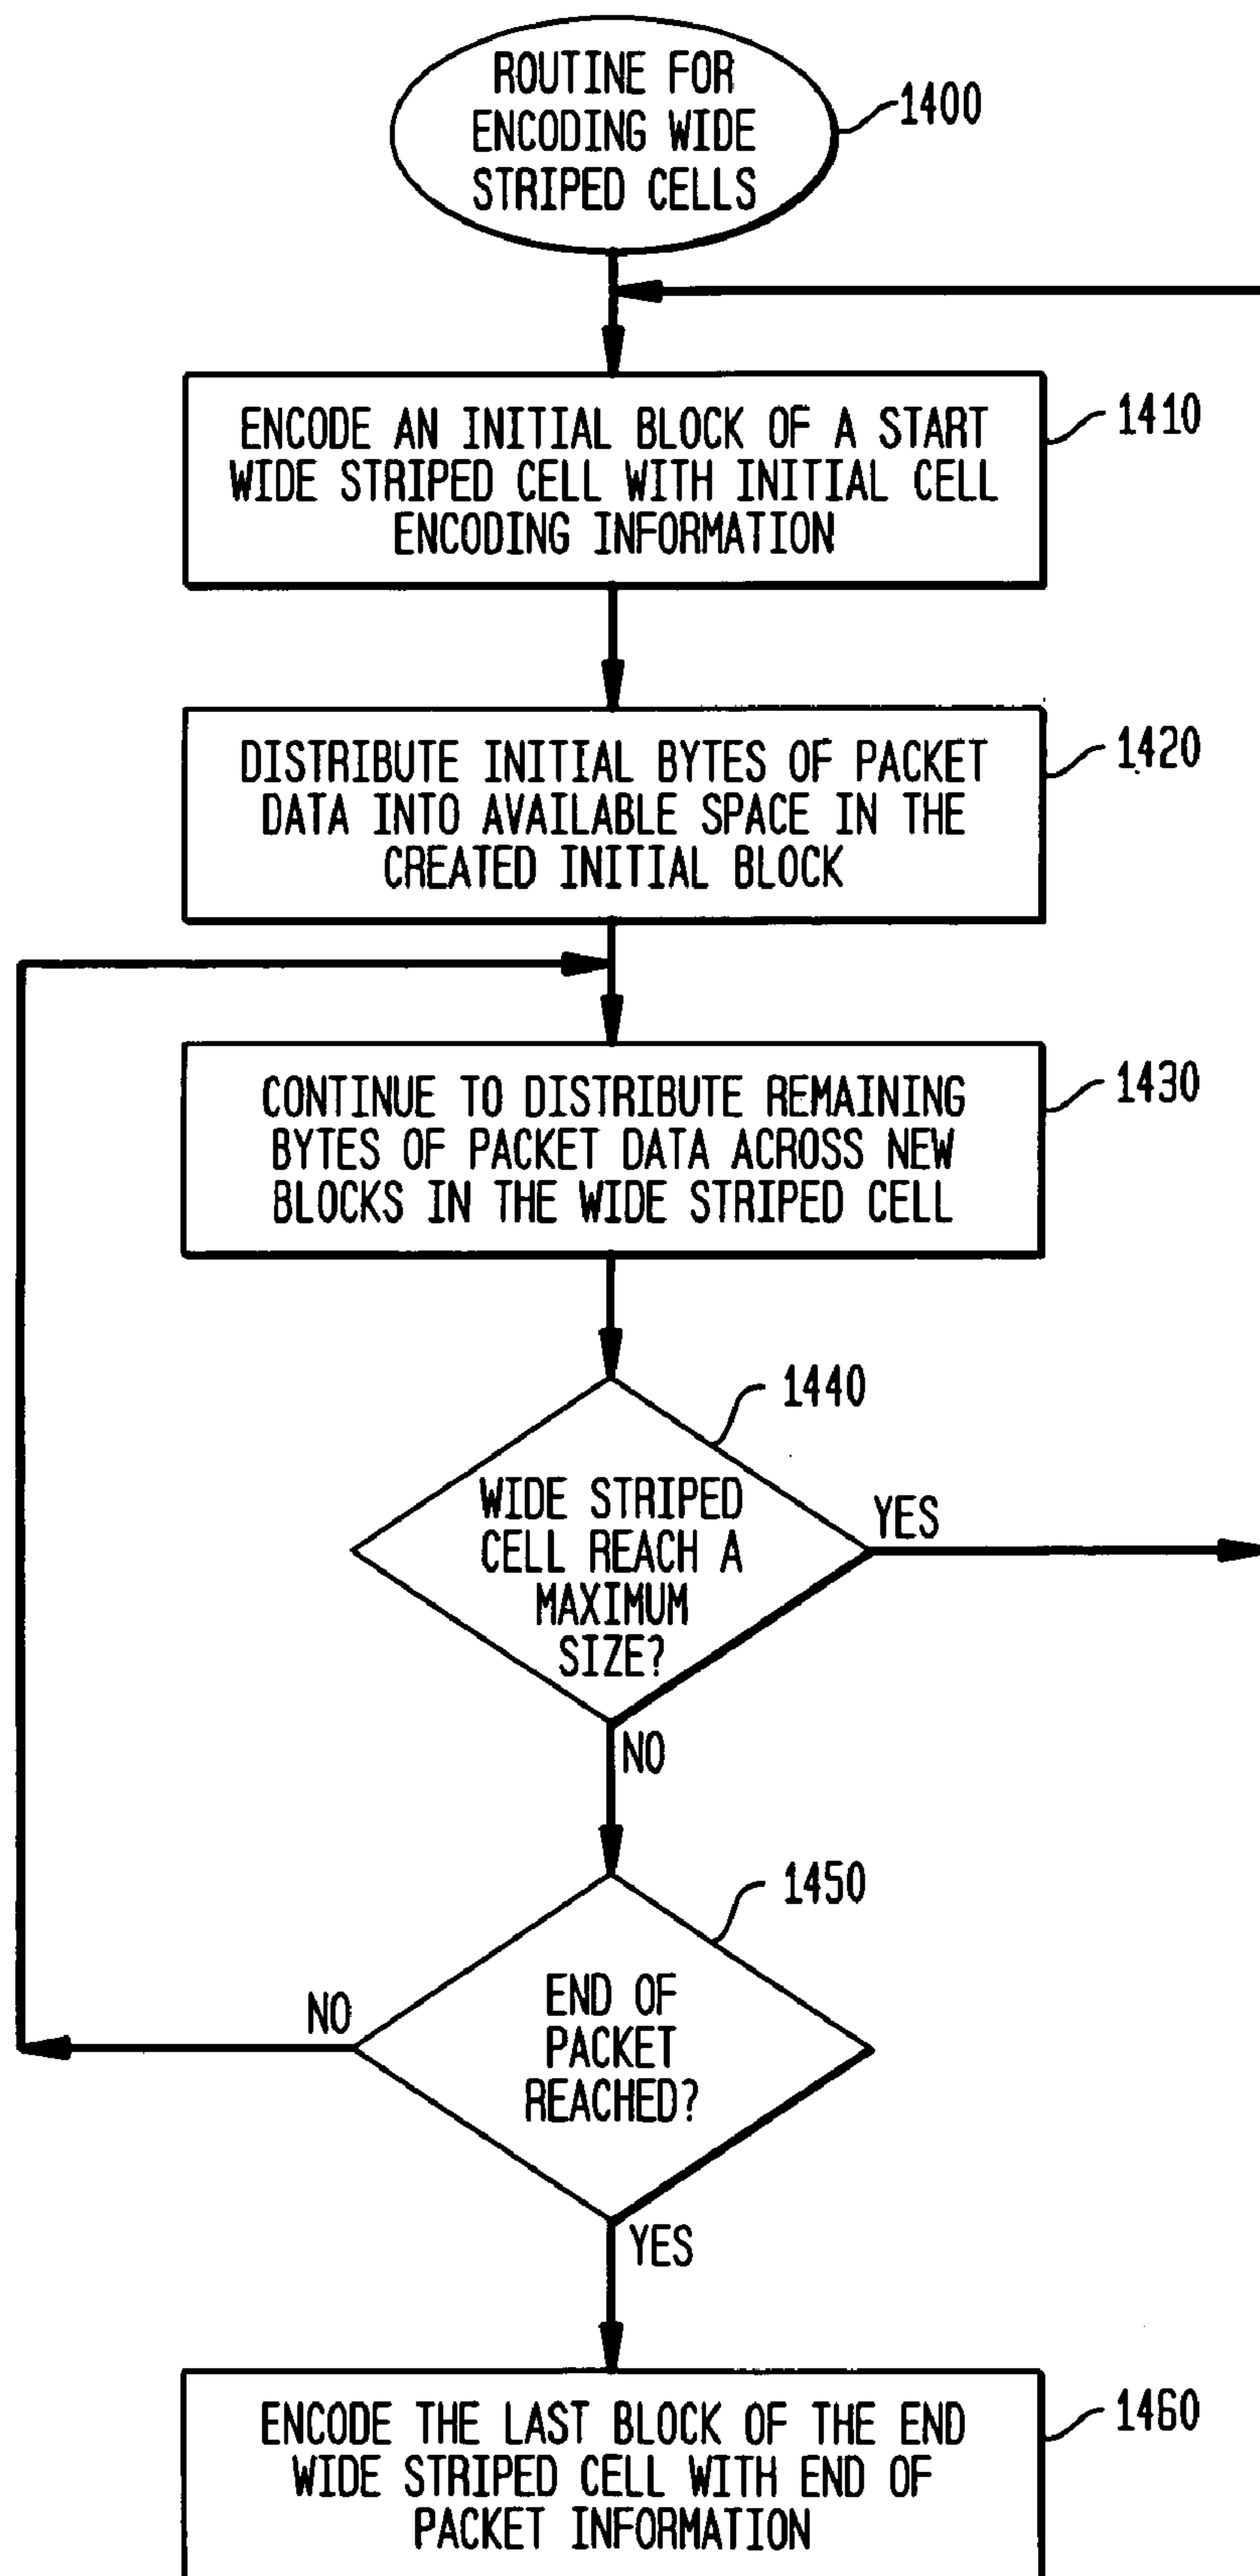 ROUTINE FOR
ENCODING WIDE
STRIPED CELLS
1400
ENCODE AN INITIAL BLOCK OF A START
WIDE STRIPED CELL WITH INITIAL CELL
ENCODING INFORMATION
1410
DISTRIBUTE INITIAL BYTES OF PACKET
DATA INTO AVAILABLE SPACE IN THE
CREATED INITIAL BLOCK
1420
CONTINUE TO DISTRIBUTE REMAINING
BYTES OF PACKET DATA ACROSS NEW
BLOCKS IN THE WIDE STRIPED CELL
1430
1440
WIDE STRIPED
CELL REACH A
MAXIMUM
SIZE?
YES
NO
1450
END OF
PACKET
REACHED?
NO
YES
ENCODE THE LAST BLOCK OF THE END
WIDE STRIPED CELL WITH END OF
PACKET INFORMATION
1460